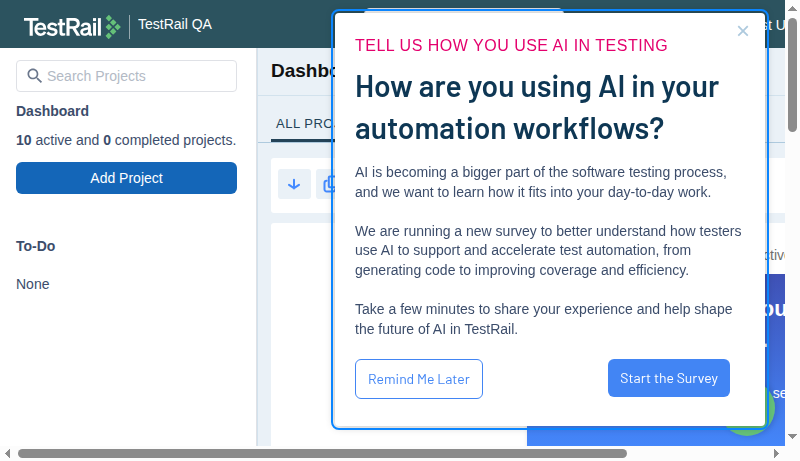 TestRail TestRail QA
Search Projects
Dashboard
10 active and 0 completed projects.
Add Project
To-Do
None
ALL PRO
TELL US HOW YOU USE AI IN TESTING
How are you using AI in your
automation workflows?
AI is becoming a bigger part of the software testing process,
and we want to learn how it fits into your day-to-day work.
We are running a new survey to better understand how testers
use AI to support and accelerate test automation, from
generating code to improving coverage and efficiency.
Take a few minutes to share your experience and help shape
the future of AI in TestRail.
Remind Me Later
Start the Survey